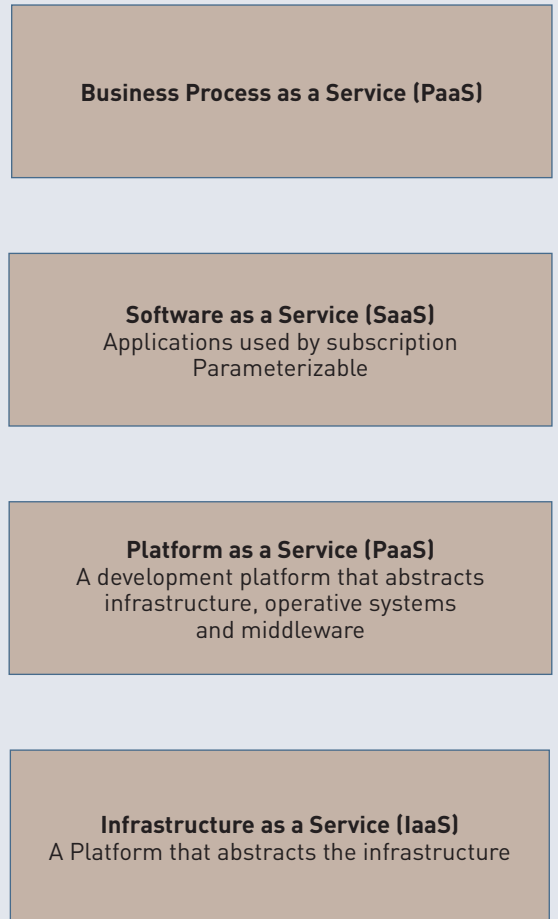 Business Process as a Service (PaaS)
Software as a Service (SaaS)
Applications used by subscription
Parameterizable
Platform as a Service (PaaS)
A development platform that abstracts
infrastructure, operative systems
and middleware
Infrastructure as a Service (IaaS)
A Platform that abstracts the infrastructure